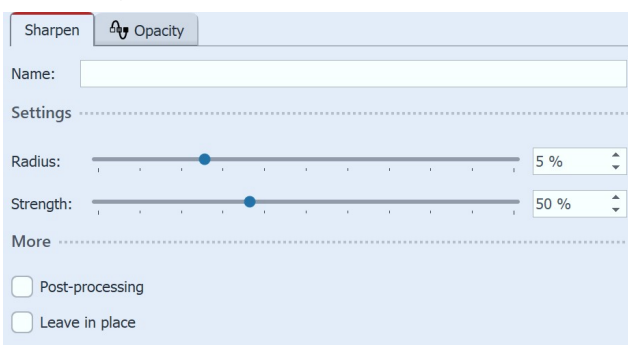 Sharpen Opacity
Name:
Settings
Radius: 5 %
Strength: 50 %
More
Post-processing
Leave in place